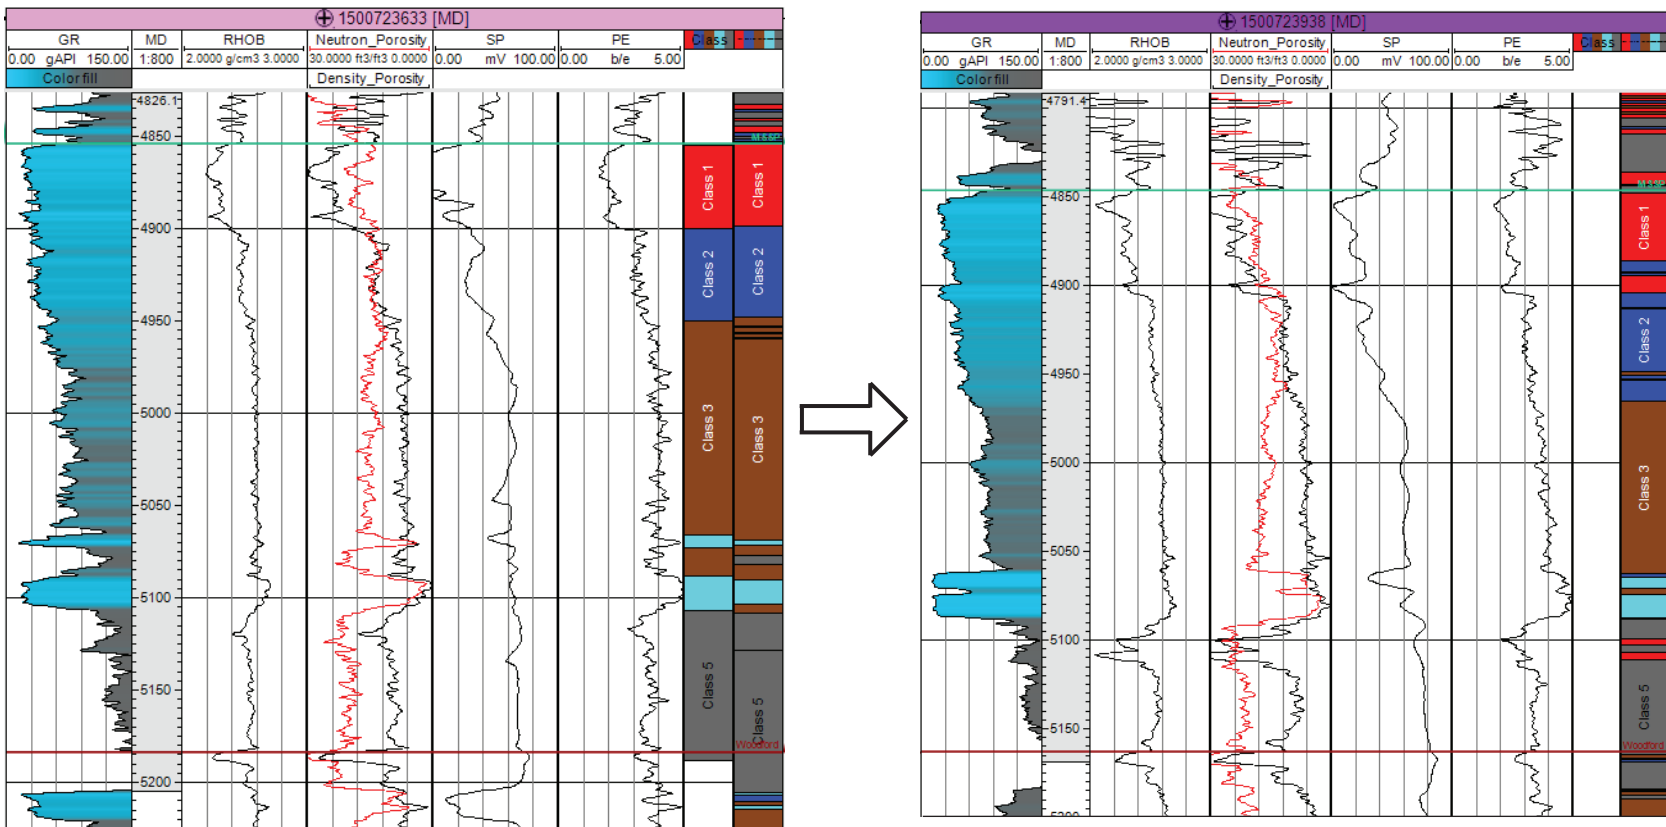 1500723633 [MD]
GR MD RHOB Neutron_Porosity SP PE Class
0.00 gAPI 150.00 1:800 2.0000 g/cm3 3.0000 30.0000 ft3/ft3 0.0000 0.00 mV 100.00 0.00 b/e 5.00
Color fill Density_Porosity
4826.1
4850
MSSP
Class 1 Class 1
4900
Class 2 Class 2
4950
5000
Class 3 Class 3
5050
5100
5150
Class 5 Class 5
Woodford
5200
1500723938 [MD]
GR MD RHOB Neutron_Porosity SP PE Class
0.00 gAPI 150.00 1:800 2.0000 g/cm3 3.0000 30.0000 ft3/ft3 0.0000 0.00 mV 100.00 0.00 b/e 5.00
Color fill Density_Porosity
4791.4
MSSP
4850
Class 1
4900
Class 2
4950
5000
Class 3
5050
5100
Class 5
5150
Woodford
5200